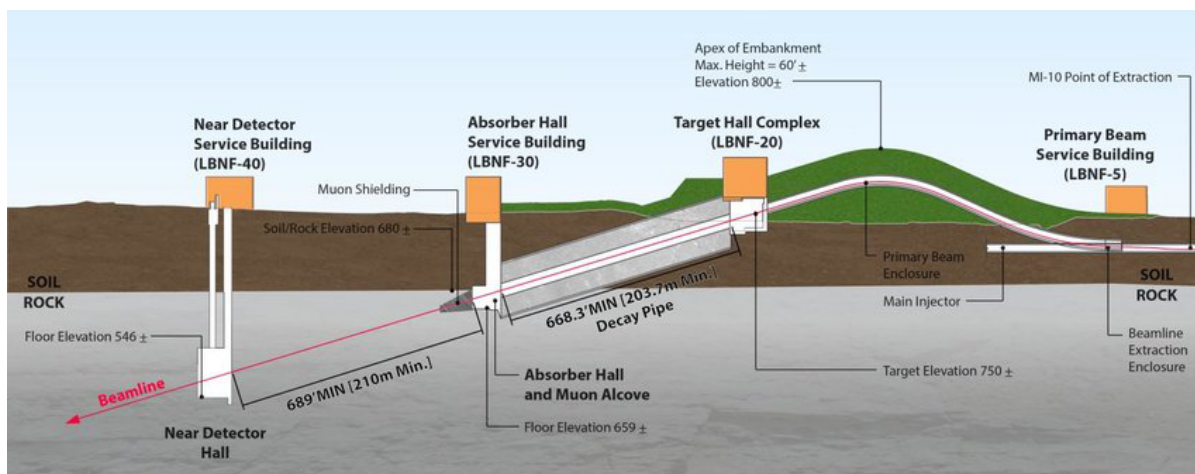 Apex of Embankment
Max. Height = 60' ±
Elevation 800±
MI-10 Point of Extraction
Near Detector
Service Building
(LBNF-40)
Absorber Hall
Service Building
(LBNF-30)
Target Hall Complex
(LBNF-20)
Primary Beam
Service Building
(LBNF-5)
Muon Shielding
Soil/Rock Elevation 680 ±
SOIL
ROCK
Primary Beam
Enclosure
Main Injector
SOIL
ROCK
668.3'MIN [203.7m Min.]
Decay Pipe
Floor Elevation 546 ±
Beamline
689'MIN [210m Min.]
Absorber Hall
and Muon Alcove
Floor Elevation 659 ±
Target Elevation 750 ±
Beamline
Extraction
Enclosure
Near Detector
Hall